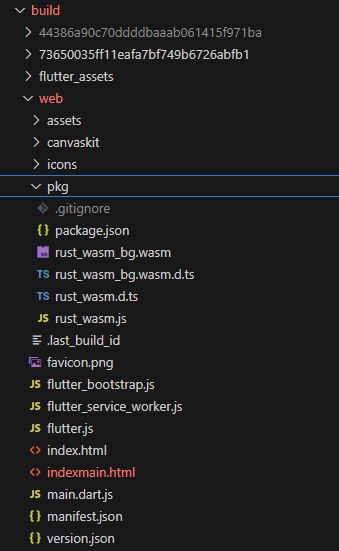 build
44386a90c70ddddbaaab061415f971ba
73650035ff11eafa7bf749b6726abfb1
flutter_assets
web
assets
canvaskit
icons
pkg
.gitignore
{} package.json
rust_wasm_bg.wasm
TS rust_wasm_bg.wasm.d.ts
TS rust_wasm.d.ts
JS rust_wasm.js
.last_build_id
favicon.png
JS flutter_bootstrap.js
JS flutter_service_worker.js
JS flutter.js
<> index.html
<> indexmain.html
JS main.dart.js
{} manifest.json
{} version.json